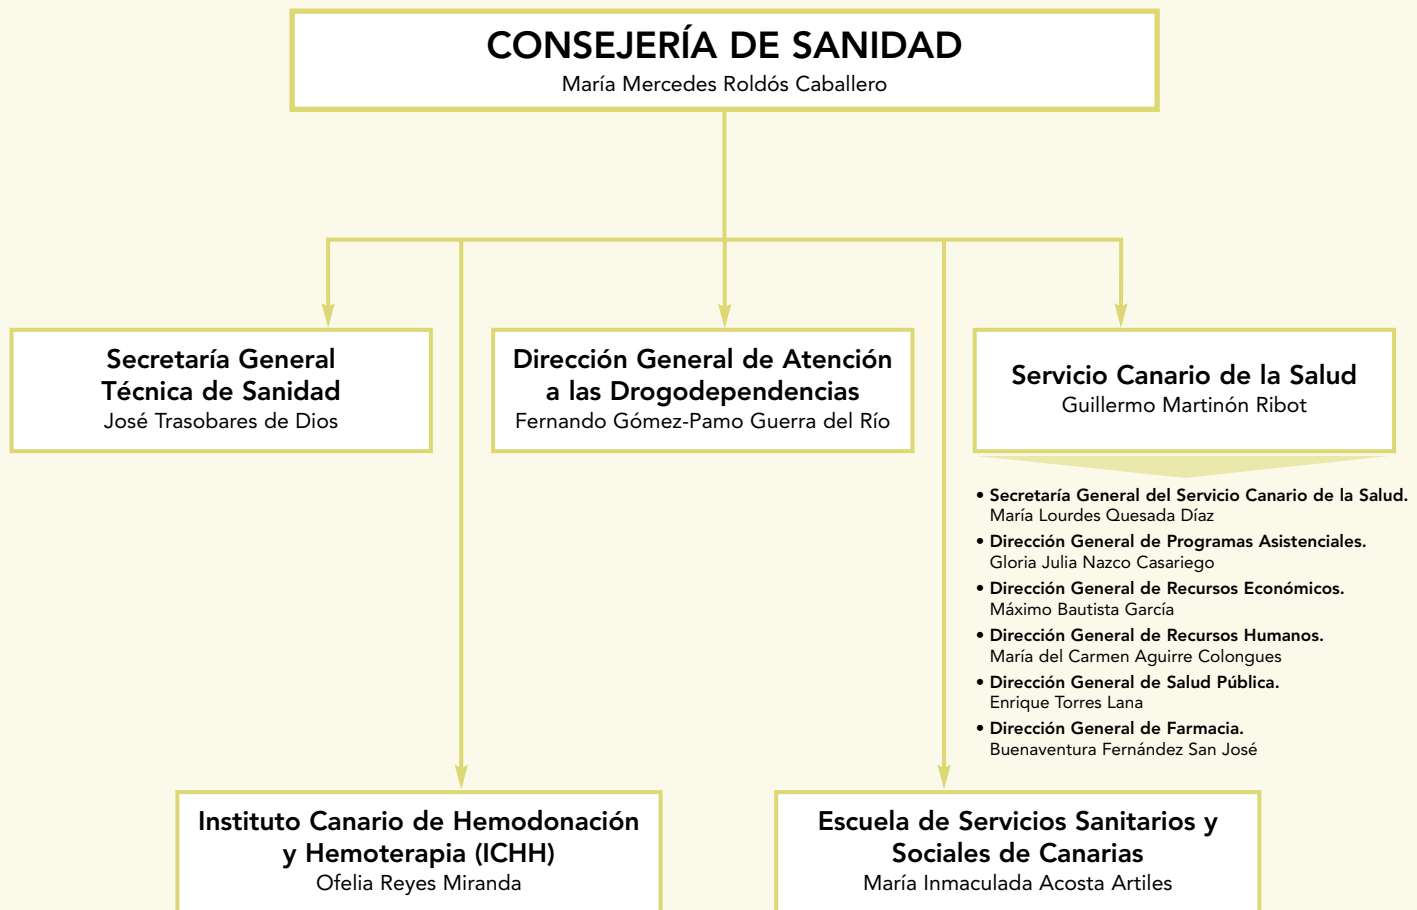 CONSEJERÍA DE SANIDAD
María Mercedes Roldós Caballero
Secretaría General
Técnica de Sanidad
José Trasobares de Dios
Dirección General de Atención
a las Drogodependencias
Fernando Gómez-Pamo Guerra del Río
Servicio Canario de la Salud
Guillermo Martinón Ribot
• Secretaría General del Servicio Canario de la Salud.
María Lourdes Quesada Díaz
• Dirección General de Programas Asistenciales.
Gloria Julia Nazco Casariego
• Dirección General de Recursos Económicos.
Máximo Bautista García
• Dirección General de Recursos Humanos.
María del Carmen Aguirre Colongues
• Dirección General de Salud Pública.
Enrique Torres Lana
• Dirección General de Farmacia.
Buenaventura Fernández San José
Instituto Canario de Hemodonación
y Hemoterapia (ICHH)
Ofelia Reyes Miranda
Escuela de Servicios Sanitarios y
Sociales de Canarias
María Inmaculada Acosta Artiles